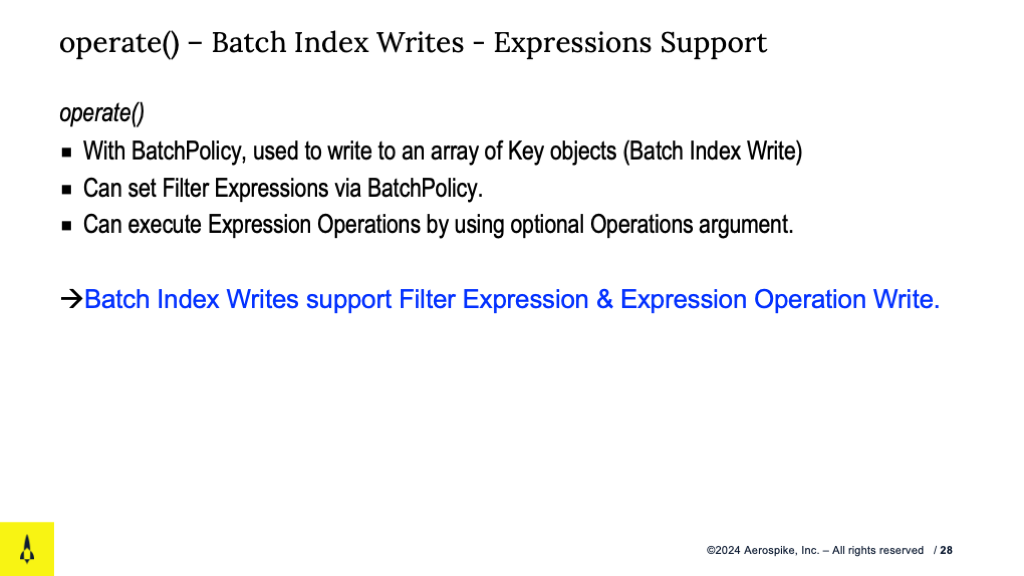 operate() – Batch Index Writes - Expressions Support
operate()
▪ With BatchPolicy, used to write to an array of Key objects (Batch Index Write)
▪ Can set Filter Expressions via BatchPolicy.
▪ Can execute Expression Operations by using optional Operations argument.
→Batch Index Writes support Filter Expression & Expression Operation Write.
©2024 Aerospike, Inc. – All rights reserved / 28